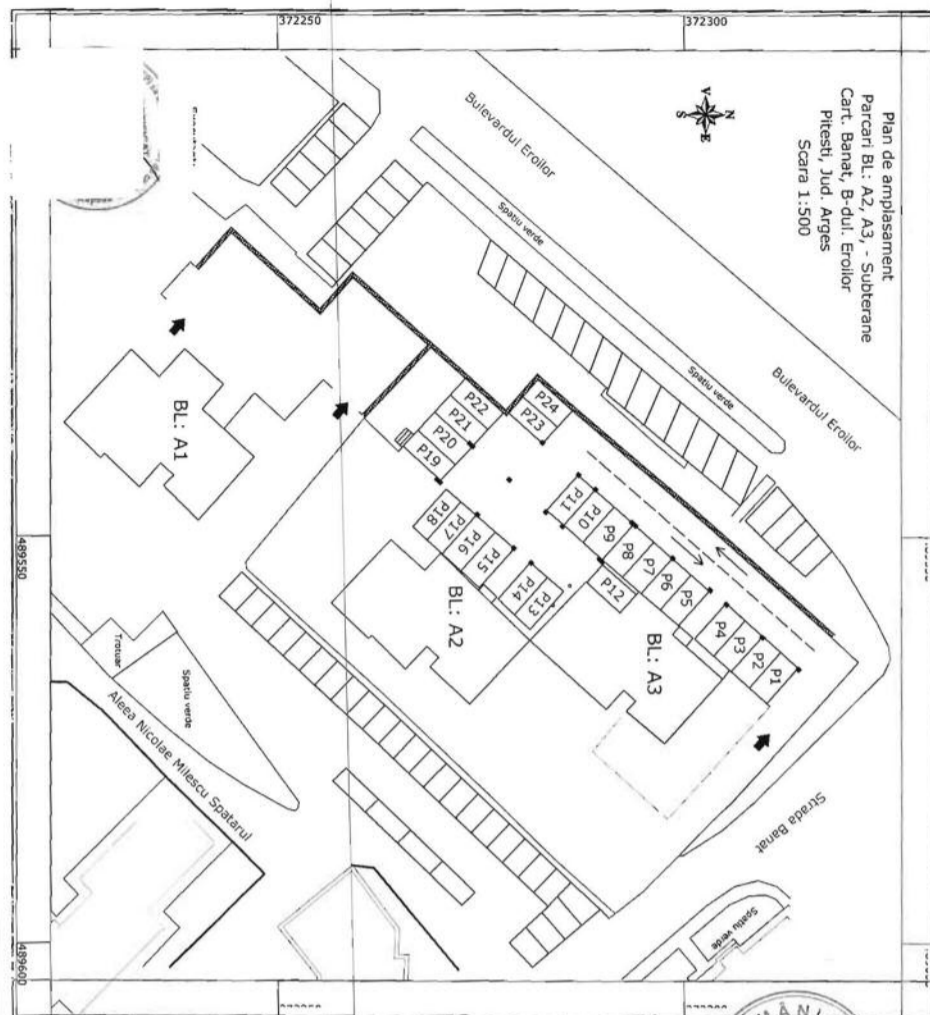 372250
372300
Plan de amplasament
Parcari BL: A2, A3, - Subterane
Cart. Banat, B-dul. Eroilor
Pitesti, Jud. Arges
Scara 1:500
N
V
E
S
Bulevardul Eroilor
Spatiu verde
Spatiu verde
Bulevardul Eroilor
BL: A1
P24
P23
P22
P21
P20
P19
P18
P17
P16
P15
P14
P13
P12
P11
P10
P9
P8
P7
P6
P5
P4
P3
P2
P1
BL: A2
BL: A3
489550
Trotuar
Spatiu verde
Aleea Nicolae Milescu Spatarul
Strada Banat
Spatiu verde
489600